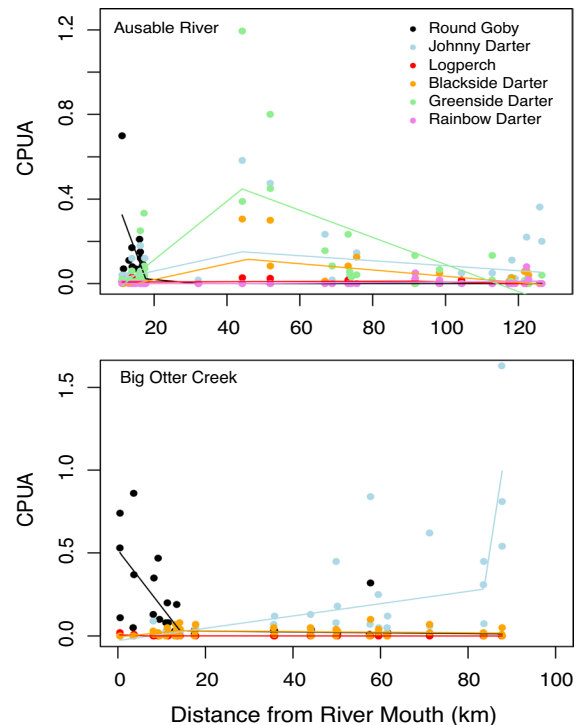 Ausable River
Round Goby
Johnny Darter
Logperch
Blackside Darter
Greenside Darter
Rainbow Darter
CPUA
0.0 0.4 0.8 1.2
20 40 60 80 100 120
Big Otter Creek
CPUA
0.0 0.5 1.0 1.5
0 20 40 60 80 100
Distance from River Mouth (km)